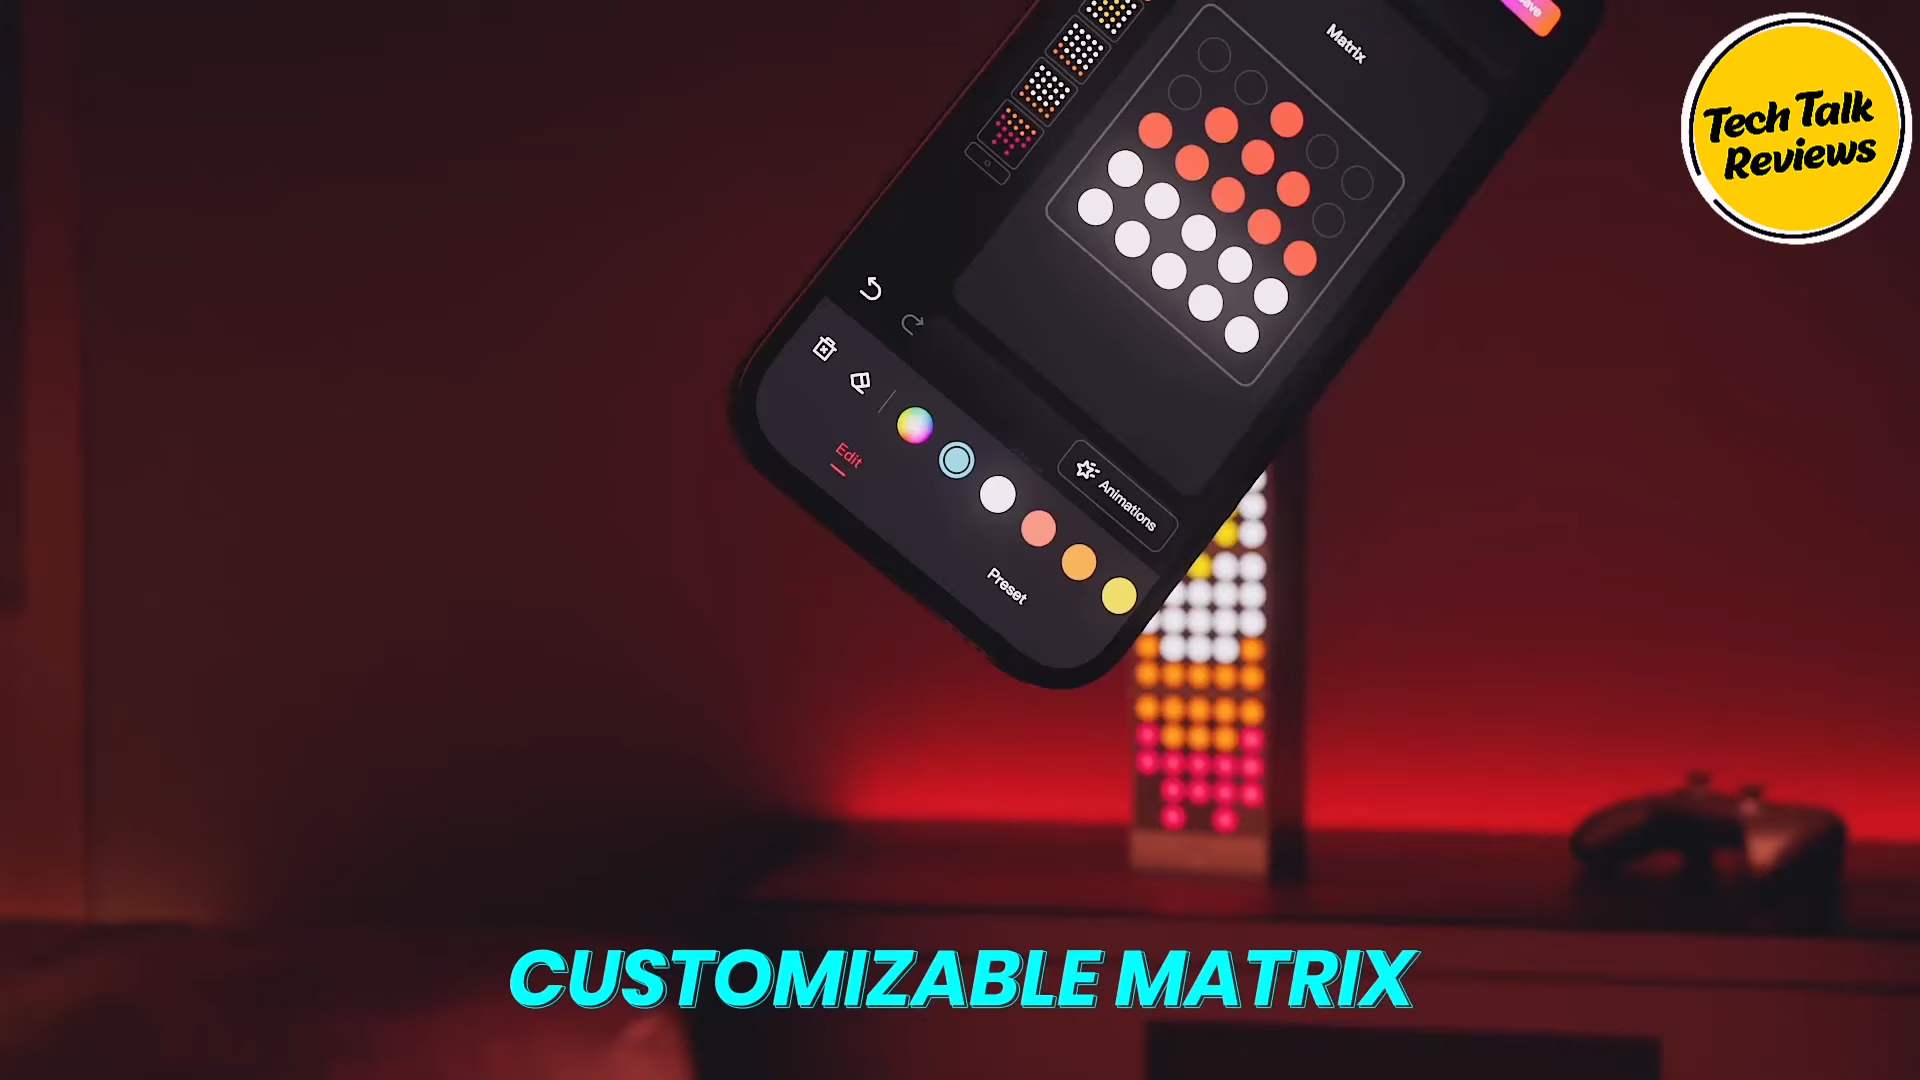 Matrix
Tech Talk
Reviews
Edit
Animations
Preset
CUSTOMIZABLE MATRIX